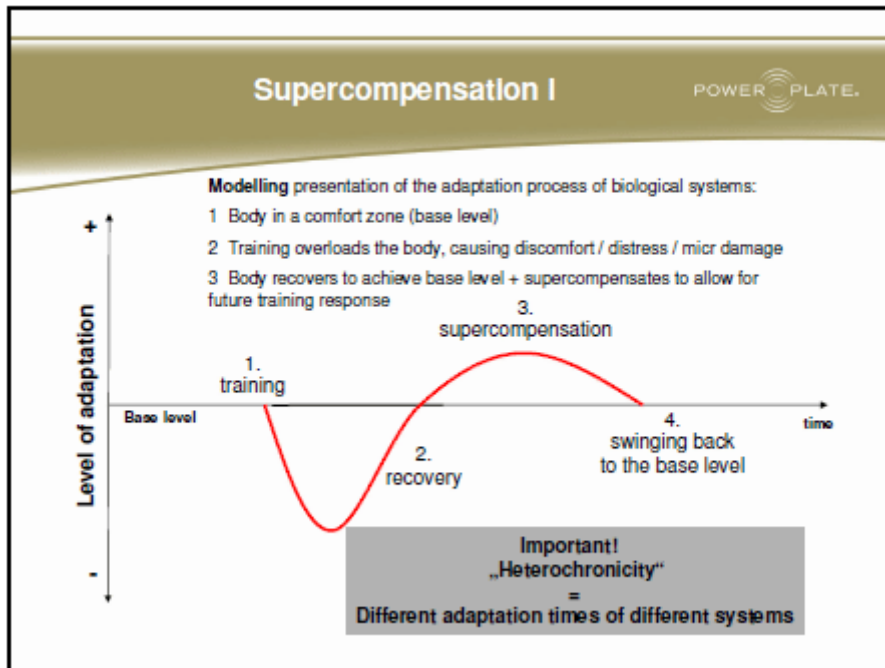 Supercompensation I
POWER PLATE.
Modelling presentation of the adaptation process of biological systems:
1 Body in a comfort zone (base level)
2 Training overloads the body, causing discomfort / distress / micr damage
3 Body recovers to achieve base level + supercompensates to allow for
future training response
+
Level of adaptation
-
1.
training
3.
supercompensation
Base level
time
2.
recovery
4.
swinging back
to the base level
Important!
„Heterochronicity“
=
Different adaptation times of different systems